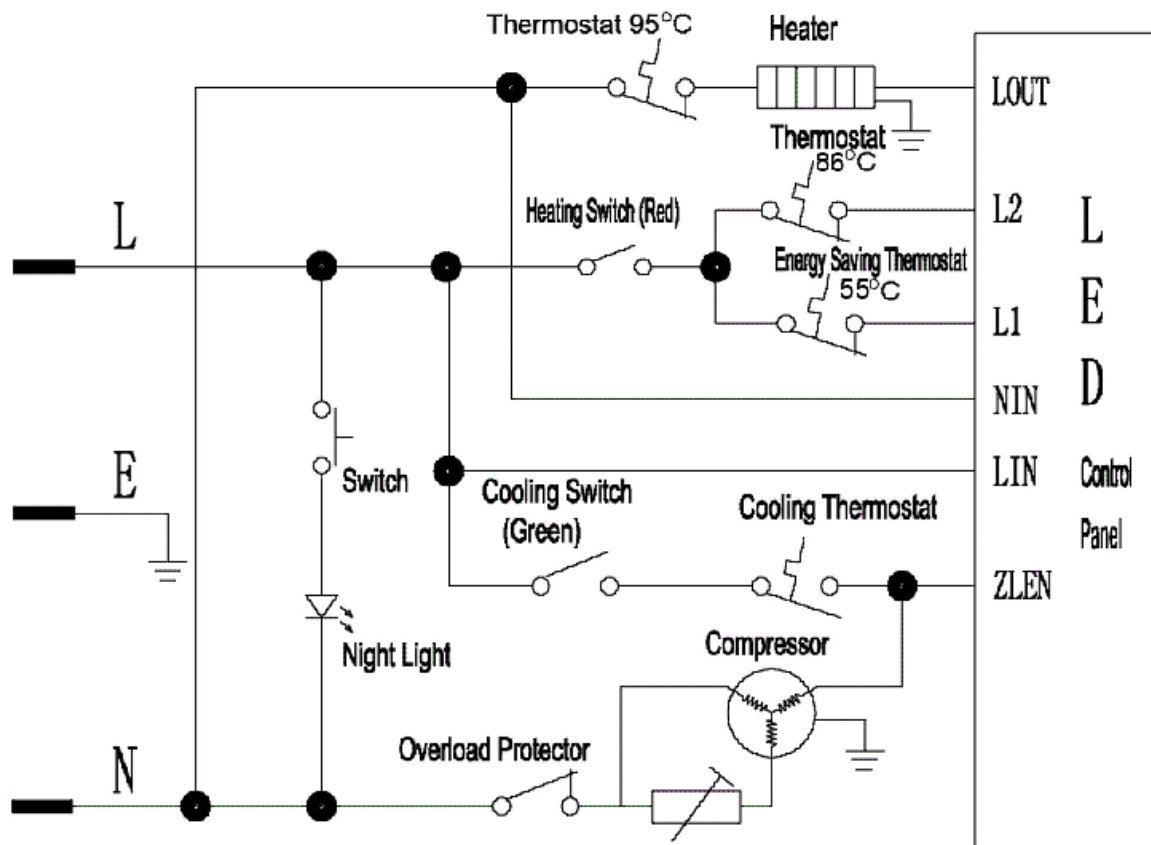 Thermostat 95°C
Heater
LOUT
Thermostat
86°C
Heating Switch (Red)
L2
L
Energy Saving Thermostat
55°C
L1
L
E
D
NIN
E
Switch
Cooling Switch
(Green)
LIN
Control
Panel
Cooling Thermostat
ZLEN
Night Light
Compressor
N
Overload Protector